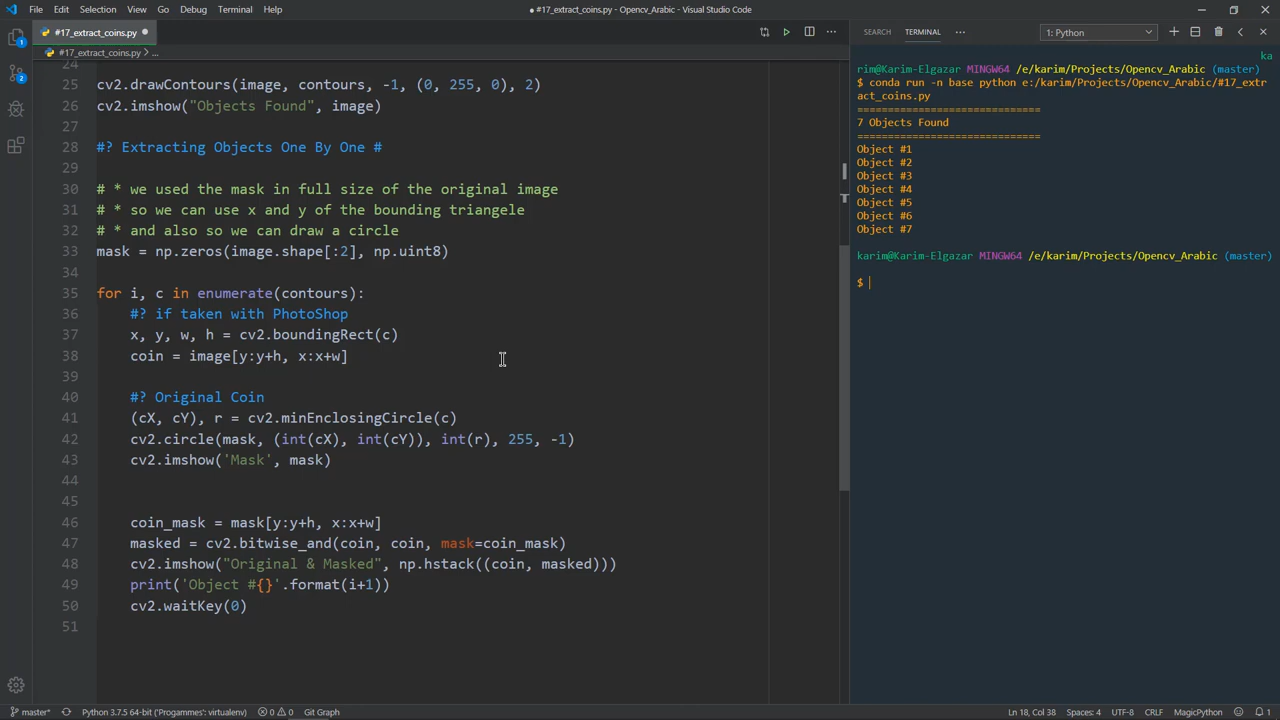 File Edit Selection View Go Debug Terminal Help
● #17_extract_coins.py - Opencv_Arabic - Visual Studio Code
#17_extract_coins.py ●
#17_extract_coins.py > ...
24
25 cv2.drawContours(image, contours, -1, (0, 255, 0), 2)
26 cv2.imshow("Objects Found", image)
27
28 #? Extracting Objects One By One #
29
30 # * we used the mask in full size of the original image
31 # * so we can use x and y of the bounding triangele
32 # * and also so we can draw a circle
33 mask = np.zeros(image.shape[:2], np.uint8)
34
35 for i, c in enumerate(contours):
36 #? if taken with PhotoShop
37 x, y, w, h = cv2.boundingRect(c)
38 coin = image[y:y+h, x:x+w]
39
40 #? Original Coin
41 (cX, cY), r = cv2.minEnclosingCircle(c)
42 cv2.circle(mask, (int(cX), int(cY)), int(r), 255, -1)
43 cv2.imshow('Mask', mask)
44
45
46 coin_mask = mask[y:y+h, x:x+w]
47 masked = cv2.bitwise_and(coin, coin, mask=coin_mask)
48 cv2.imshow("Original & Masked", np.hstack((coin, masked)))
49 print('Object #{}'.format(i+1))
50 cv2.waitKey(0)
51
SEARCH TERMINAL ... 1: Python
ka
rim@Karim-Elgazar MINGW64 /e/karim/Projects/Opencv_Arabic (master)
$ conda run -n base python e:/karim/Projects/Opencv_Arabic/#17_extr
act_coins.py
==============================
7 Objects Found
==============================
Object #1
Object #2
Object #3
Object #4
Object #5
Object #6
Object #7
karim@Karim-Elgazar MINGW64 /e/karim/Projects/Opencv_Arabic (master)
$
1
2
master* Python 3.7.5 64-bit ('Progammes': virtualenv) 0 0 Git Graph Ln 18, Col 38 Spaces: 4 UTF-8 CRLF MagicPython 1